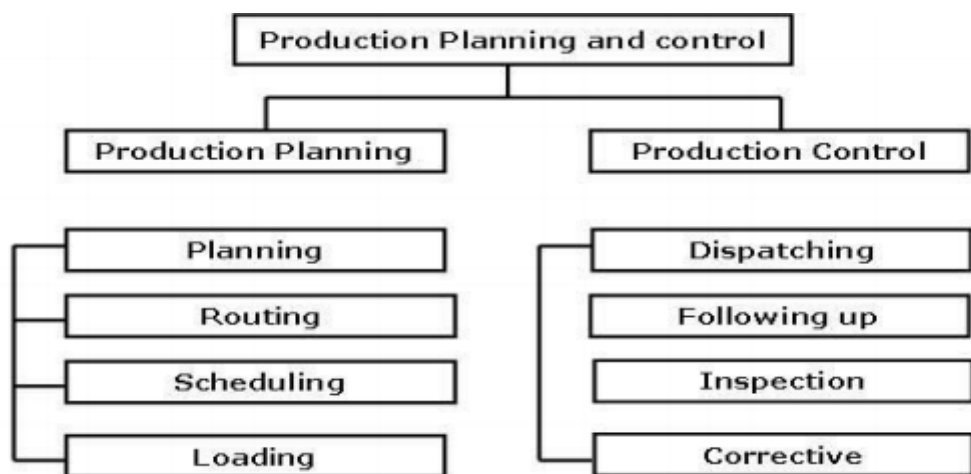 Production Planning and control
Production Planning
Production Control
Planning
Routing
Scheduling
Loading
Dispatching
Following up
Inspection
Corrective